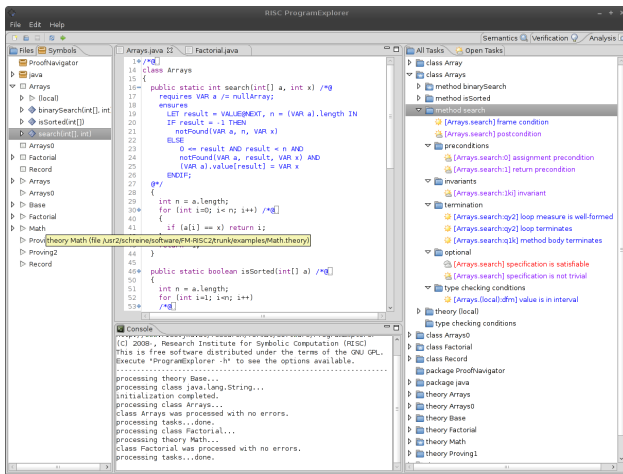 RISC ProgramExplorer
File Edit Help
Semantics Verification Analysis
Files Symbols
ProofNavigator
java
Arrays
(local)
binarySearch(int[], int
isSorted(int[])
search(int[], int)
Arrays0
Factorial
Record
Arrays
Arrays0
Base
Factorial
Math
Proving2
Record
theory Math (file /usr2/schreine/software/FM-RISC2/trunk/examples/Math.theory)
Arrays.java Factorial.java
1 /*@
14 class Arrays
15 {
16 public static int search(int[] a, int x) /*@
17 requires VAR a /= nullArray;
18 ensures
19 LET result = VALUE@NEXT, n = (VAR a).length IN
20 IF result = -1 THEN
21 notFound(VAR a, n, VAR x)
22 ELSE
23 0 <= result AND result < n AND
24 notFound(VAR a, result, VAR x) AND
25 (VAR a).value[result] = VAR x
26 ENDIF;
27 @*/
28 {
29 int n = a.length;
30 for (int i=0; i< n; i++) /*@
40 {
41 if (a[i] == x) return i;
44 }
45
46 public static boolean isSorted(int[] a) /*@
50 {
51 int n = a.length;
52 for (int i=1; i<n; i++)
53 /*@
Console
(C) 2008-, Research Institute for Symbolic Computation (RISC)
This is free software distributed under the terms of the GNU GPL.
Execute "ProgramExplorer -h" to see the options available.
processing theory Base...
processing class java.lang.String...
initialization completed.
processing class Arrays...
class Arrays was processed with no errors.
processing tasks...done.
processing class Factorial...
processing theory Math...
class Factorial was processed with no errors.
processing tasks...done.
All Tasks Open Tasks
class Array
class Arrays
method binarySearch
method isSorted
method search
[Arrays.search] frame condition
[Arrays.search] postcondition
preconditions
[Arrays.search:0] assignment precondition
[Arrays.search:1] return precondition
invariants
[Arrays.search:1ki] invariant
termination
[Arrays.search:qy2] loop measure is well-formed
[Arrays.search:qy2] loop terminates
[Arrays.search:q1k] method body terminates
optional
[Arrays.search] specification is satisfiable
[Arrays.search] specification is not trivial
type checking conditions
[Arrays.(local):dfm] value is in interval
theory (local)
type checking conditions
class Arrays0
class Factorial
class Record
package ProofNavigator
package java
theory Arrays
theory Arrays0
theory Base
theory Factorial
theory Math
theory Proving1